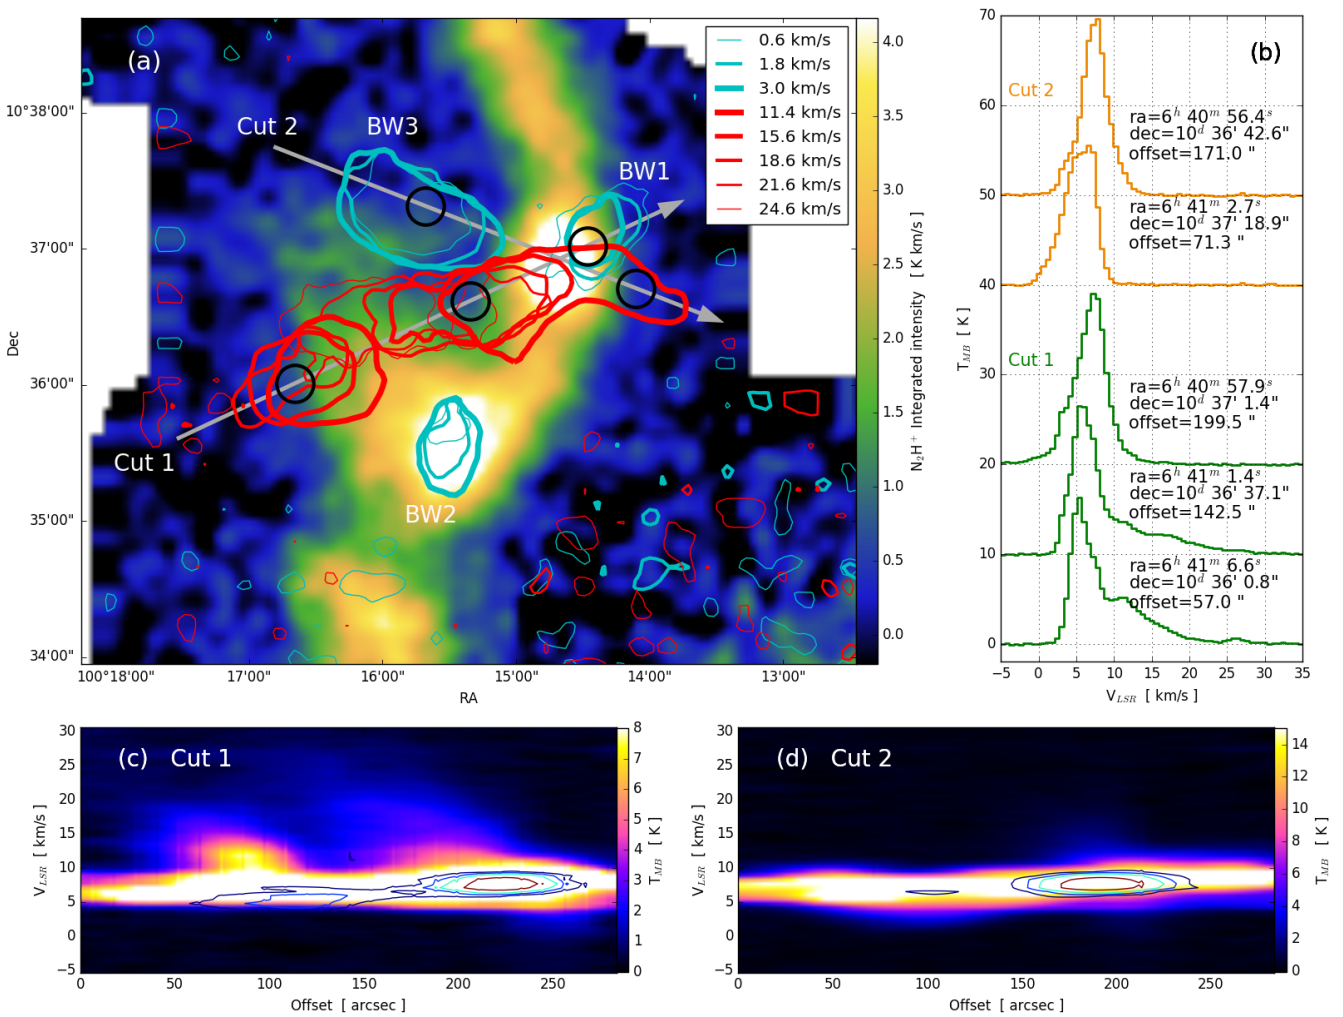 (a)
Cut 2
BW3
BW1
Cut 1
BW2
0.6 km/s
1.8 km/s
3.0 km/s
11.4 km/s
15.6 km/s
18.6 km/s
21.6 km/s
24.6 km/s
10°38'00"
37'00"
36'00"
35'00"
34'00"
Dec
100°18'00"
17'00"
16'00"
15'00"
14'00"
13'00"
RA
4.0
3.5
3.0
2.5
2.0
1.5
1.0
0.5
0.0
N₂H⁺ Integrated intensity [ K km/s]
(b)
Cut 2
ra=6ʰ 40ᵐ 56.4ˢ
dec=10ᵈ 36' 42.6"
offset=171.0 "
ra=6ʰ 41ᵐ 2.7ˢ
dec=10ᵈ 37' 18.9"
offset=71.3 "
Cut 1
ra=6ʰ 40ᵐ 57.9ˢ
dec=10ᵈ 37' 1.4"
offset=199.5 "
ra=6ʰ 41ᵐ 1.4ˢ
dec=10ᵈ 36' 37.1"
offset=142.5 "
ra=6ʰ 41ᵐ 6.6ˢ
dec=10ᵈ 36' 0.8"
offset=57.0 "
70
60
50
40
30
20
10
0
T_MB [ K]
−5 0 5 10 15 20 25 30 35
V_LSR [ km/s]
(c) Cut 1
30
25
20
15
10
5
0
−5
V_LSR [ km/s]
0 50 100 150 200 250
Offset [ arcsec]
8
7
6
5
4
3
2
1
0
T_MB [ K]
(d) Cut 2
30
25
20
15
10
5
0
−5
V_LSR [ km/s]
0 50 100 150 200 250
Offset [ arcsec]
14
12
10
8
6
4
2
0
T_MB [ K]